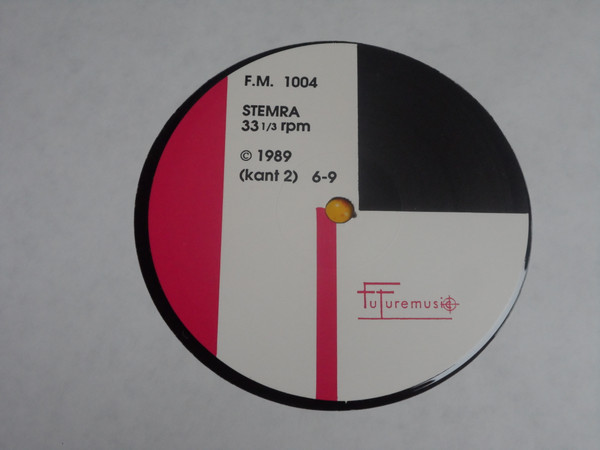 F.M. 1004
STEMRA
33 1/3 rpm
© 1989
(kant 2) 6-9
Futuremusic